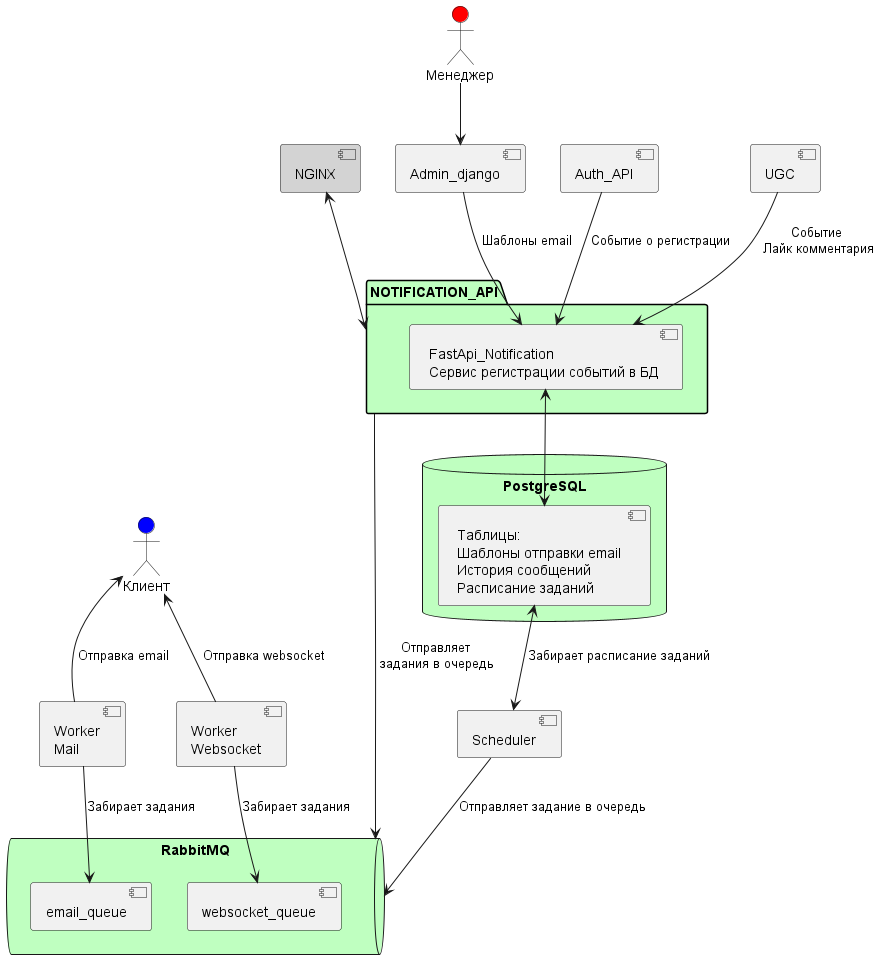 Менеджер
NGINX
Admin_django
Auth_API
UGC
Шаблоны email
Событие о регистрации
Событие
Лайк комментария
NOTIFICATION_API
FastApi_Notification
Сервис регистрации событий в БД
PostgreSQL
Таблицы:
Шаблоны отправки email
История сообщений
Расписание заданий
Клиент
Отправка email
Отправка websocket
Отправляет
задания в очередь
Забирает расписание заданий
Worker
Mail
Worker
Websocket
Scheduler
Забирает задания
Забирает задания
Отправляет задание в очередь
RabbitMQ
email_queue
websocket_queue